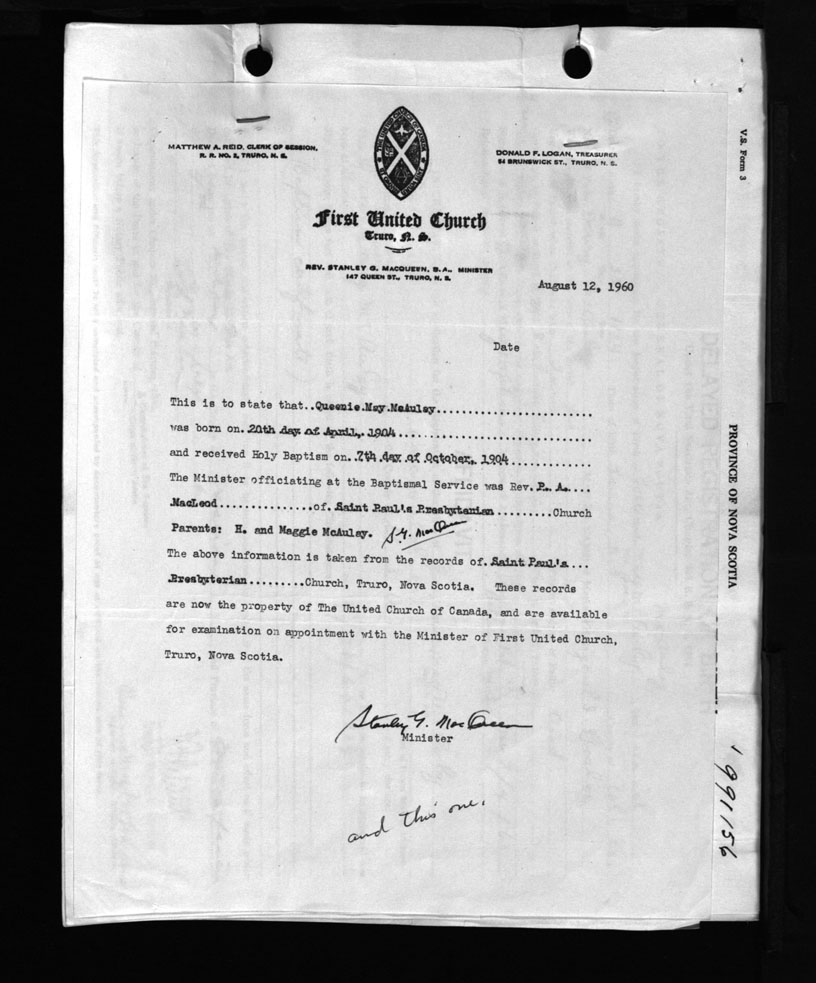 MATTHEW A. REID, CLERK OF SESSION,
R. R. NO. 2, TRURO, N. S.
DONALD F. LOGAN, TREASURER
54 BRUNSWICK ST., TRURO, N. S.
First United Church
Truro, N. S.
REV. STANLEY G. MACQUEEN, B.A., MINISTER
147 QUEEN ST., TRURO, N. S.
August 12, 1960
Date
This is to state that..Queenie.May.McAulay..........................
was born on.20th day of April,.1904................................
and received Holy Baptism on..7th.day.of October, 1904.............
The Minister officiating at the Baptismal Service was Rev. P. A....
MacLeod...............of. Saint Paul's Presbyterian.........Church
Parents: H. and Maggie McAulay. S.G. MacQueen
The above information is taken from the records of. Saint Paul's...
.Presbyterian.........Church, Truro, Nova Scotia. These records
are now the property of The United Church of Canada, and are available
for examination on appointment with the Minister of First United Church,
Truro, Nova Scotia.
Stanley G. MacQueen
Minister
and this one.
V.S. Form 3
PROVINCE OF NOVA SCOTIA
991156